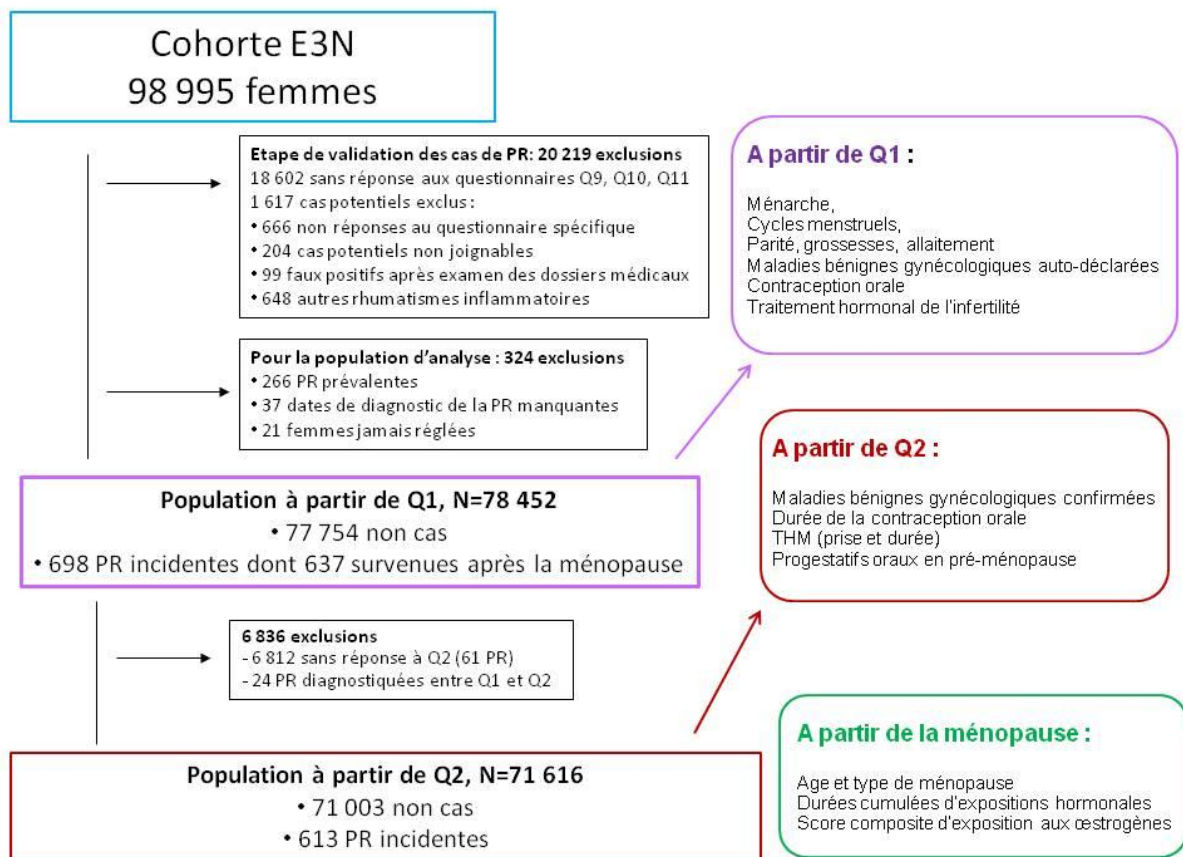 Cohorte E3N
98 995 femmes
Etape de validation des cas de PR: 20 219 exclusions
18 602 sans réponse aux questionnaires Q9, Q10, Q11
1 617 cas potentiels exclus :
• 666 non réponses au questionnaire spécifique
• 204 cas potentiels non joignables
• 99 faux positifs après examen des dossiers médicaux
• 648 autres rhumatismes inflammatoires
Pour la population d'analyse : 324 exclusions
• 266 PR prévalentes
• 37 dates de diagnostic de la PR manquantes
• 21 femmes jamais réglées
Population à partir de Q1, N=78 452
• 77 754 non cas
• 698 PR incidentes dont 637 survenues après la ménopause
6 836 exclusions
- 6 812 sans réponse à Q2 (61 PR)
- 24 PR diagnostiquées entre Q1 et Q2
Population à partir de Q2, N=71 616
• 71 003 non cas
• 613 PR incidentes
A partir de Q1 :
Ménarche,
Cycles menstruels,
Parité, grossesses, allaitement
Maladies bénignes gynécologiques auto-déclarées
Contraception orale
Traitement hormonal de l'infertilité
A partir de Q2 :
Maladies bénignes gynécologiques confirmées
Durée de la contraception orale
THM (prise et durée)
Progestatifs oraux en pré-ménopause
A partir de la ménopause :
Age et type de ménopause
Durées cumulées d'expositions hormonales
Score composite d'exposition aux œstrogènes